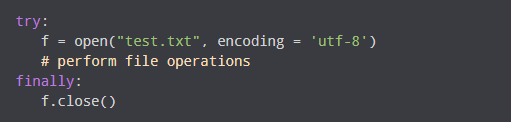 try:
   f = open("test.txt", encoding = 'utf-8')
   # perform file operations
finally:
   f.close()